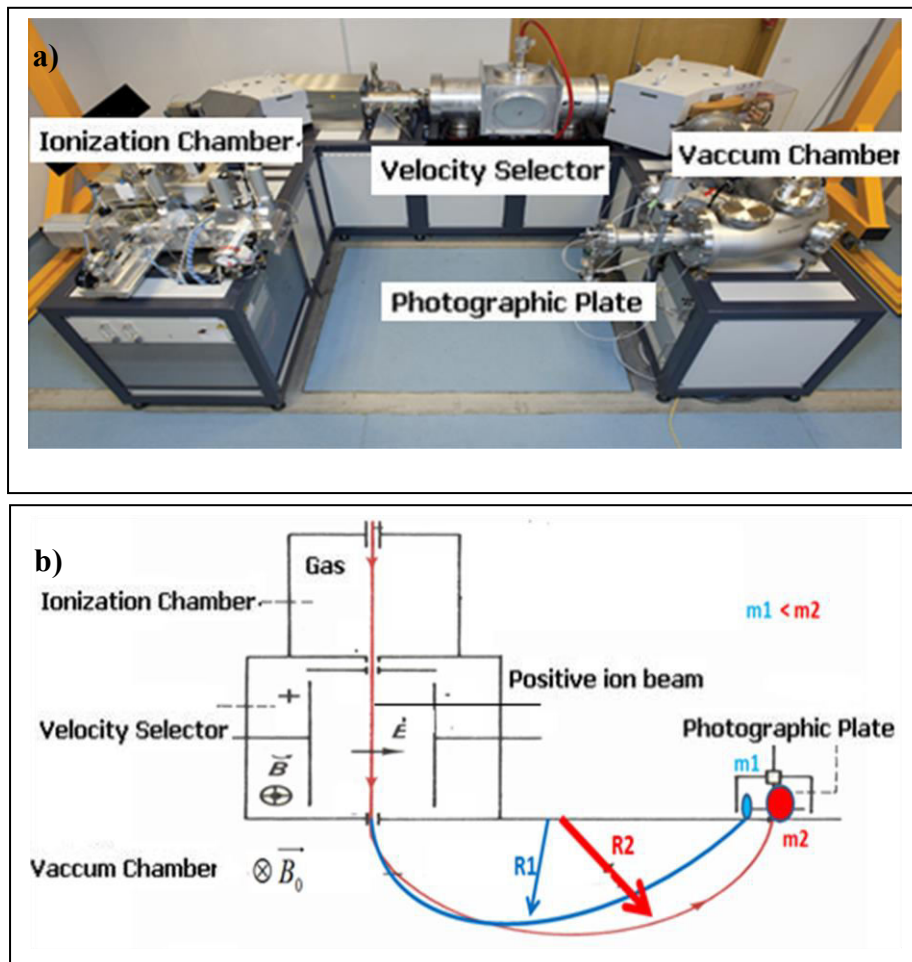 a)
Ionization Chamber
Velocity Selector
Vaccum Chamber
Photographic Plate
b)
Gas
Ionization Chamber
m1 < m2
Positive ion beam
+
Velocity Selector
E
Photographic Plate
m1
B
m2
R1
R2
Vaccum Chamber
⊗ B₀